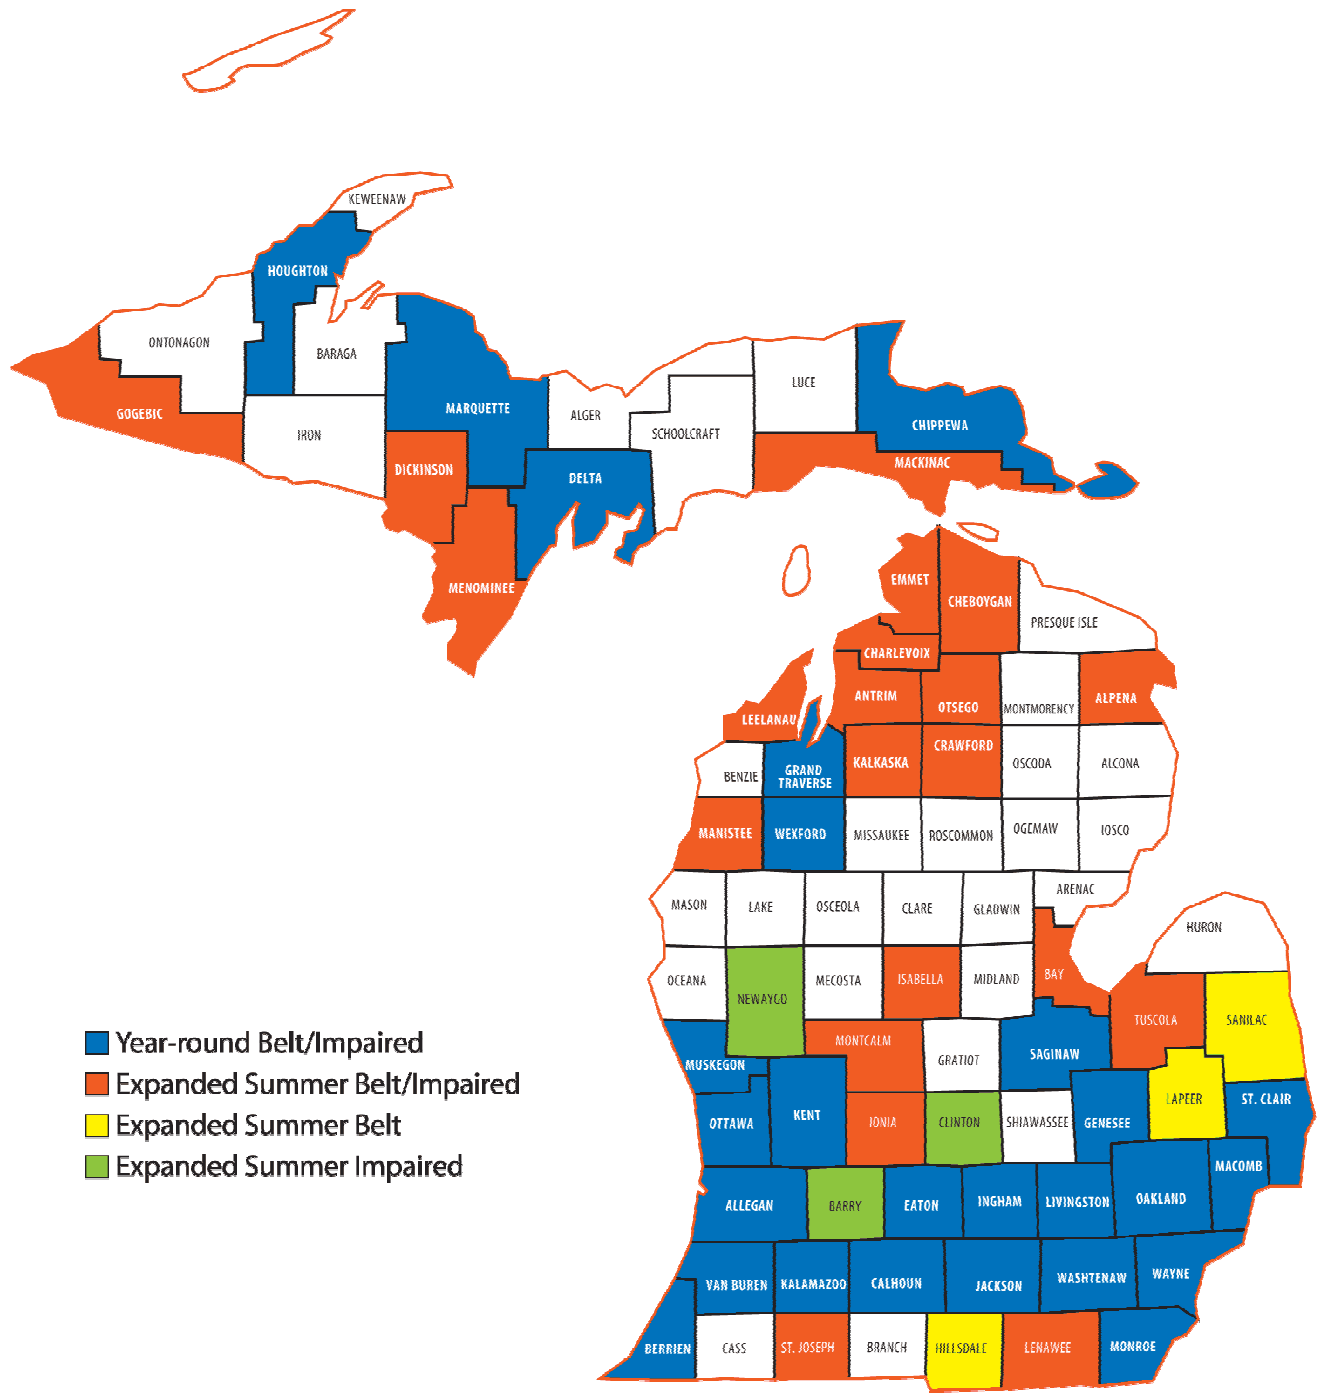 KEWEENAW
HOUGHTON
ONTONAGON
BARAGA
GOGEBIC
IRON
MARQUETTE
DICKINSON
MENOMINEE
ALGER
DELTA
SCHOOLCRAFT
LUCE
CHIPPEWA
MACKINAC
EMMET
CHEBOYGAN
PRESQUE ISLE
CHARLEVOIX
LEELANAU
ANTRIM
OTSEGO
MONTMORENCY
ALPENA
BENZIE
GRAND
TRAVERSE
KALKASKA
CRAWFORD
OSCODA
ALCONA
MANISTEE
WEXFORD
MISSAUKEE
ROSCOMMON
OGEMAW
IOSCO
MASON
LAKE
OSCEOLA
CLARE
GLADWIN
ARENAC
HURON
OCEANA
NEWAYGO
MECOSTA
ISABELLA
MIDLAND
BAY
TUSCOLA
SANILAC
MUSKEGON
MONTCALM
GRATIOT
SAGINAW
LAPEER
ST. CLAIR
OTTAWA
KENT
IONIA
CLINTON
SHIAWASSEE
GENESEE
MACOMB
ALLEGAN
BARRY
EATON
INGHAM
LIVINGSTON
OAKLAND
VAN BUREN
KALAMAZOO
CALHOUN
JACKSON
WASHTENAW
WAYNE
BERRIEN
CASS
ST. JOSEPH
BRANCH
HILLSDALE
LENAWEE
MONROE
Year-round Belt/Impaired
Expanded Summer Belt/Impaired
Expanded Summer Belt
Expanded Summer Impaired